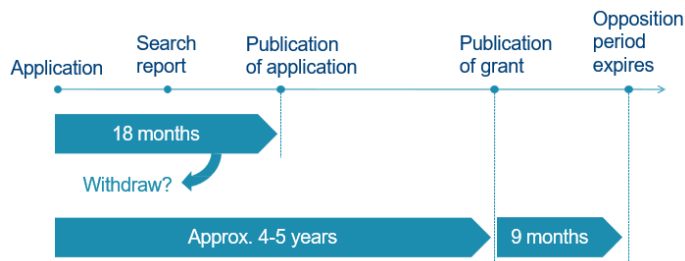 Application
Search
report
Publication
of application
Publication
of grant
Opposition
period
expires
18 months
Withdraw?
Approx. 4-5 years
9 months